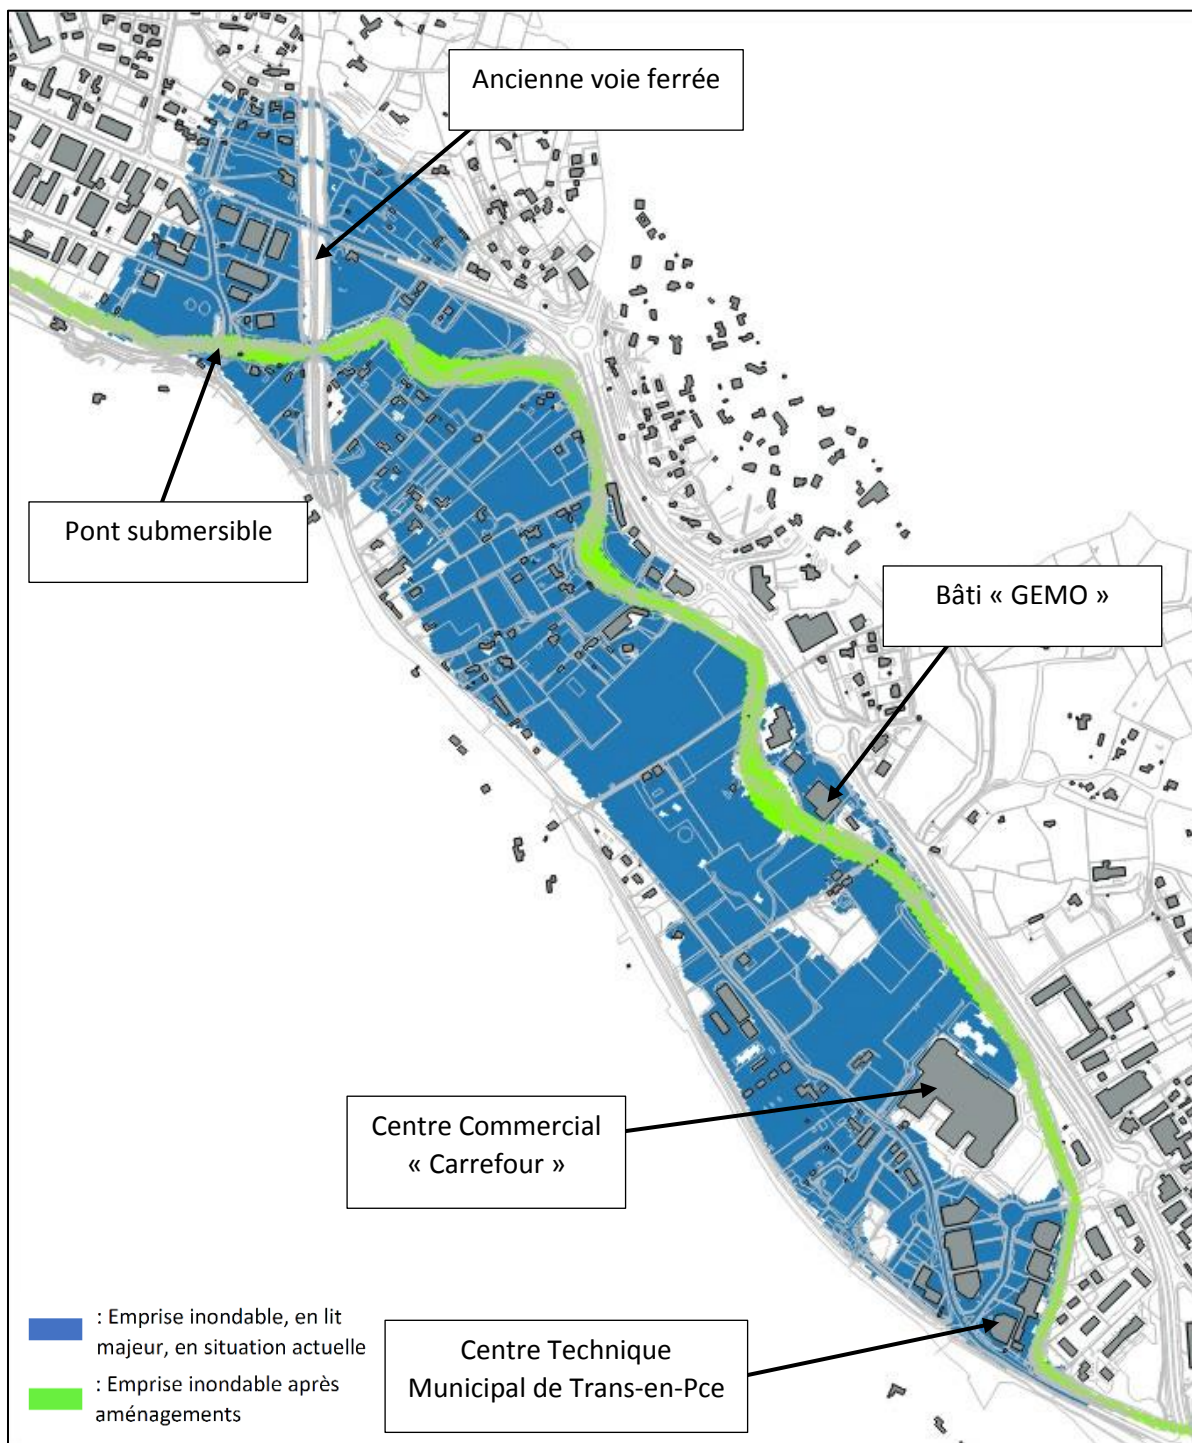 Ancienne voie ferrée
Pont submersible
Bâti « GEMO »
Centre Commercial
« Carrefour »
Centre Technique
Municipal de Trans-en-Pce
: Emprise inondable, en lit
majeur, en situation actuelle
: Emprise inondable après
aménagements